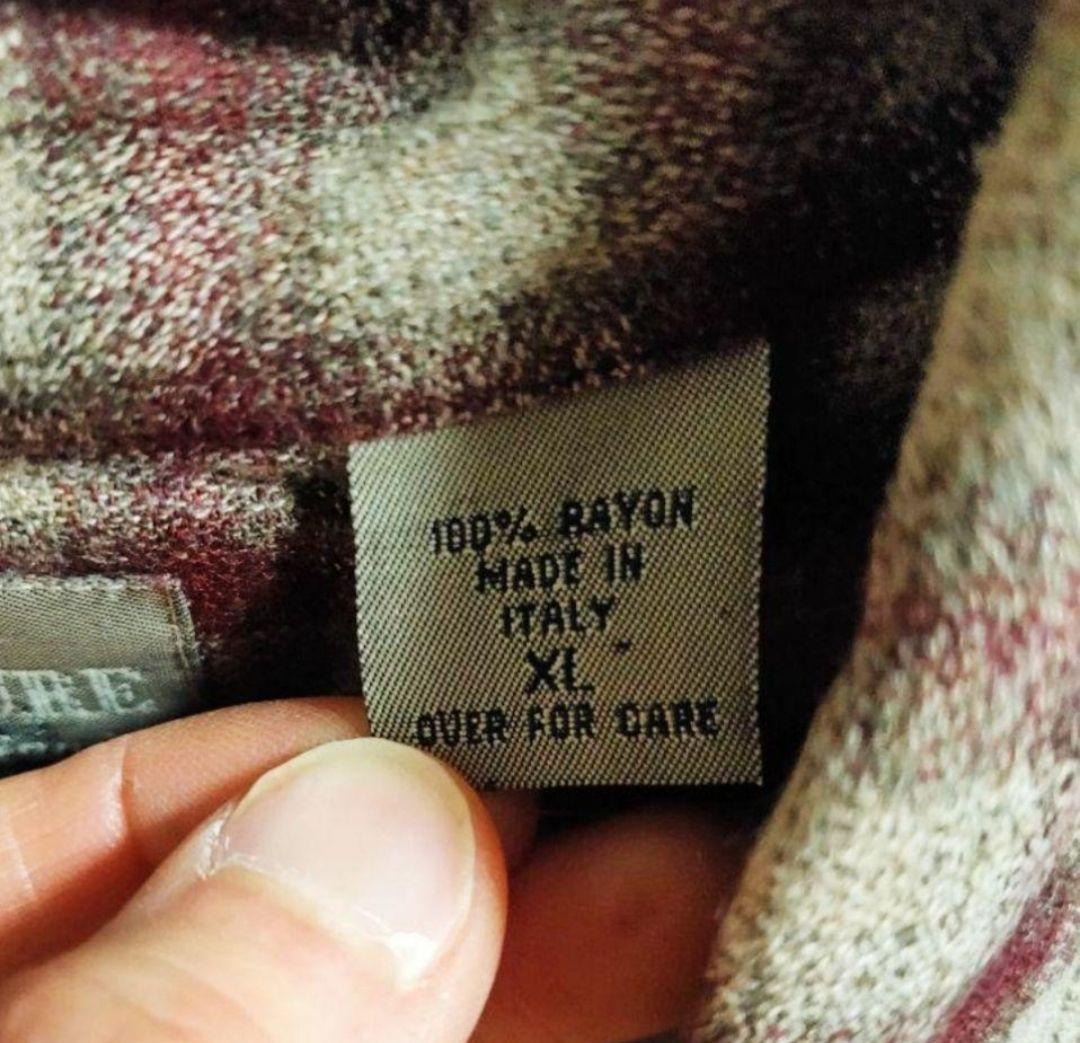 100% RAYON
MADE IN
ITALY
XL
OVER FOR CARE